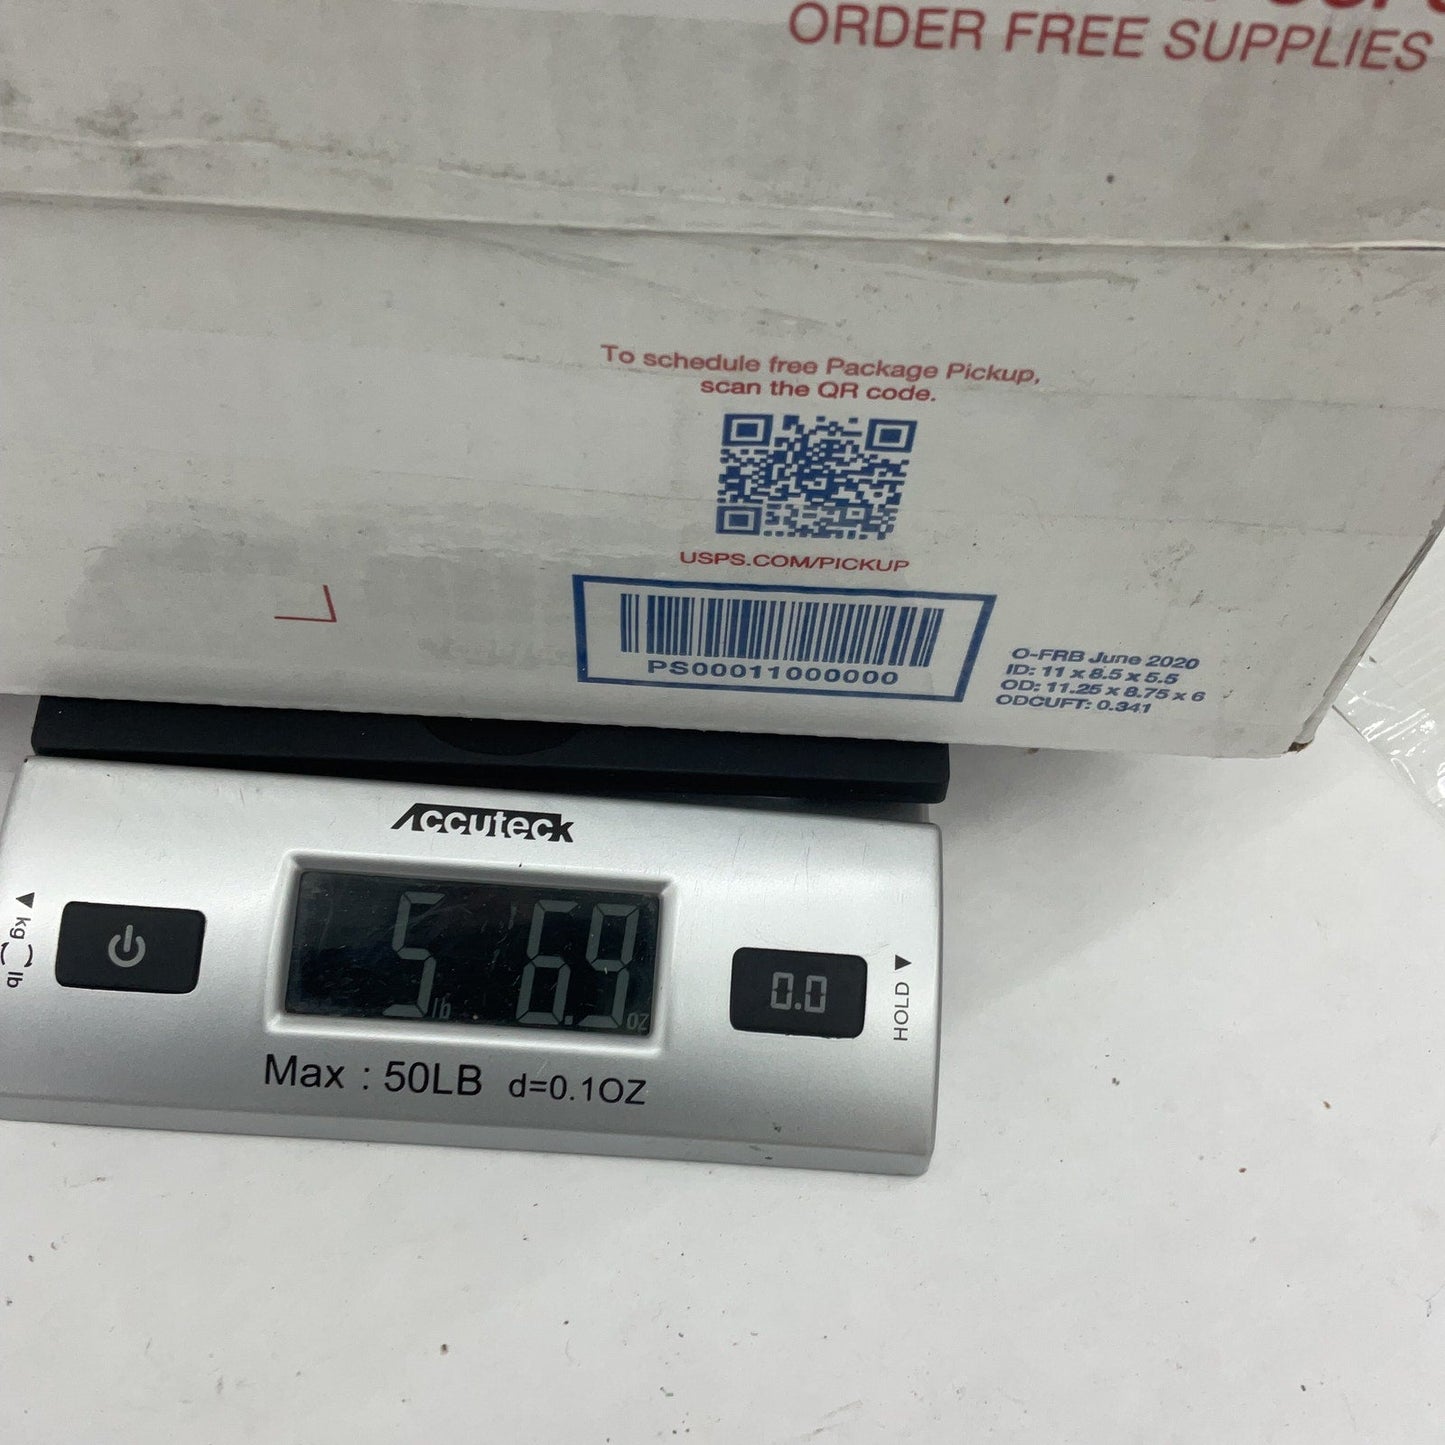 ORDER FREE SUPPLIES
To schedule free Package Pickup,
scan the QR code.
USPS.COM/PICKUP
PS00011000000
O-FRB June 2020
ID: 11 x 8.5 x 5.5
OD: 11.25 x 8.75 x 6
ODCUFT: 0.341
Accuteck
kg lb
5 lb 6.9 oz
0.0
HOLD
Max : 50LB d=0.1OZ